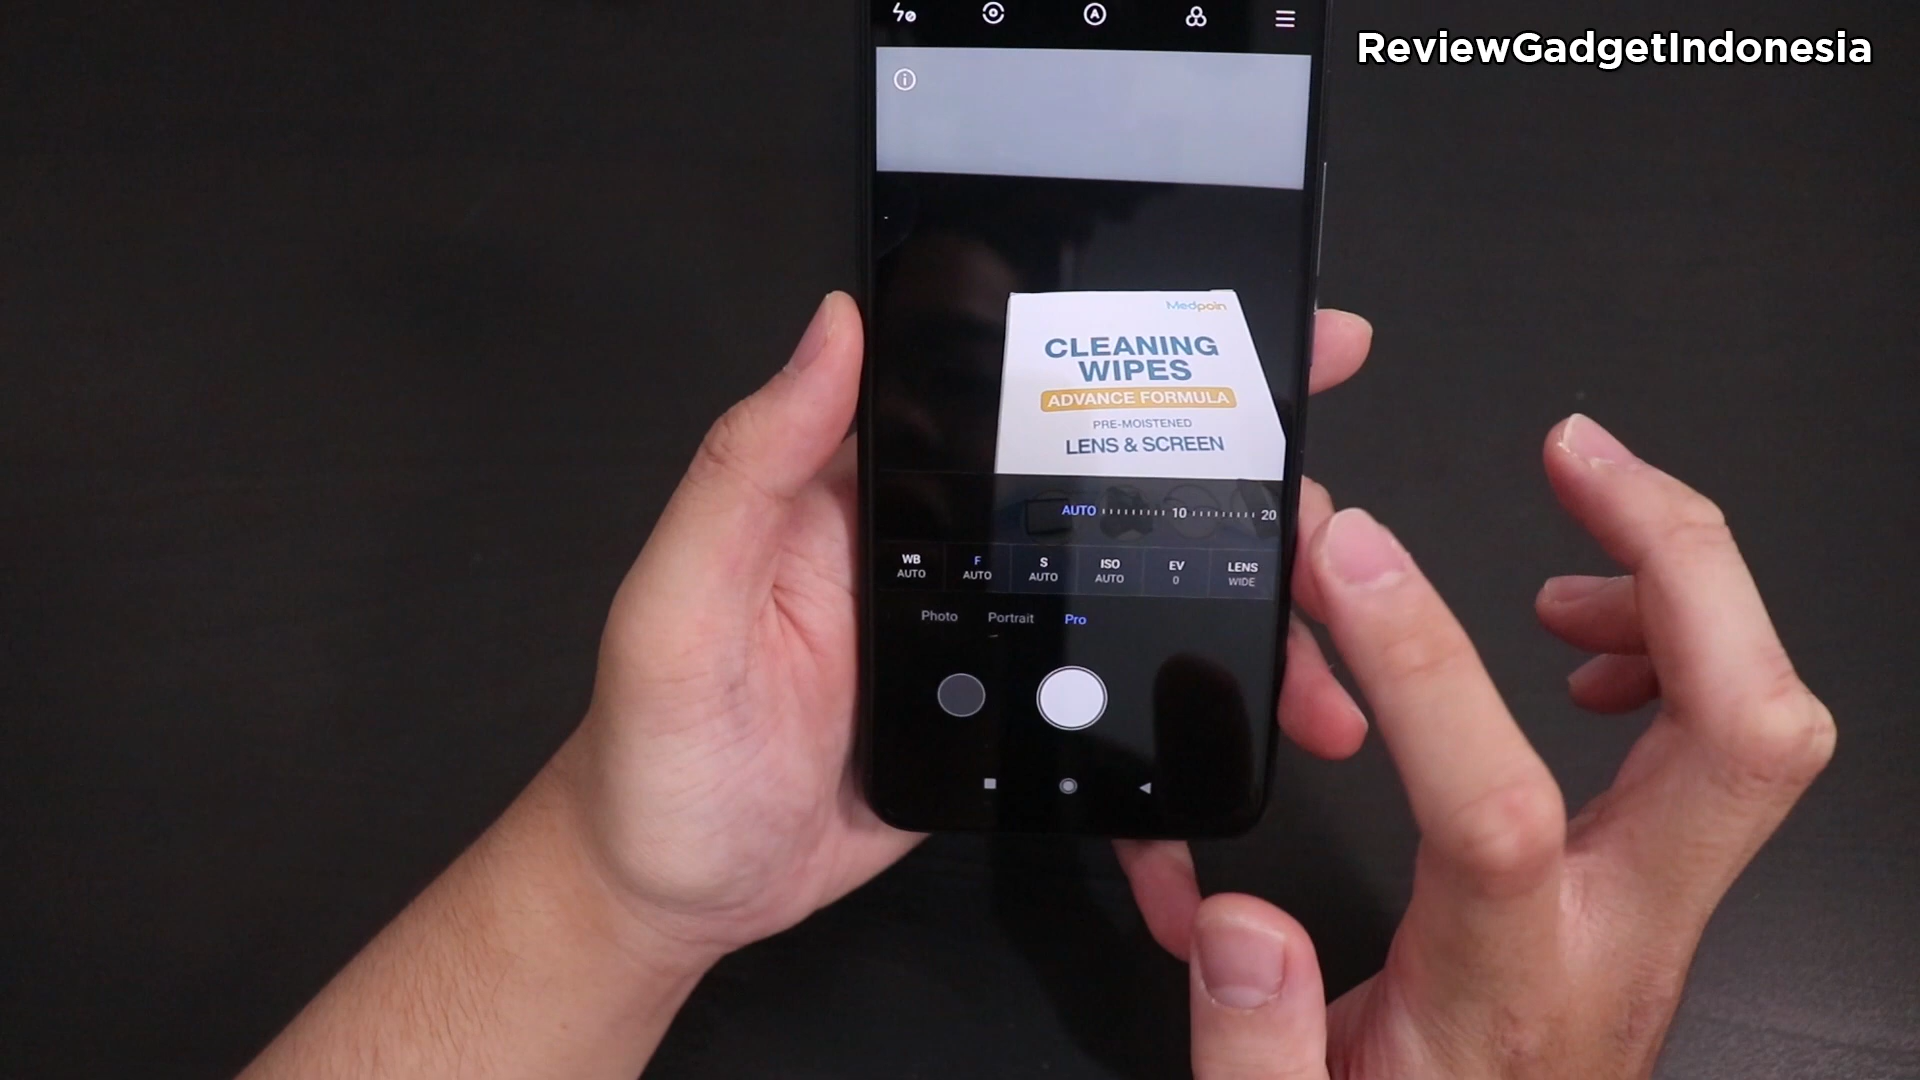 ReviewGadgetIndonesia
A
Medpoin
CLEANING
WIPES
ADVANCE FORMULA
PRE-MOISTENED
LENS & SCREEN
AUTO 10 20
WB F S ISO EV LENS
AUTO AUTO AUTO AUTO 0 WIDE
Photo Portrait Pro